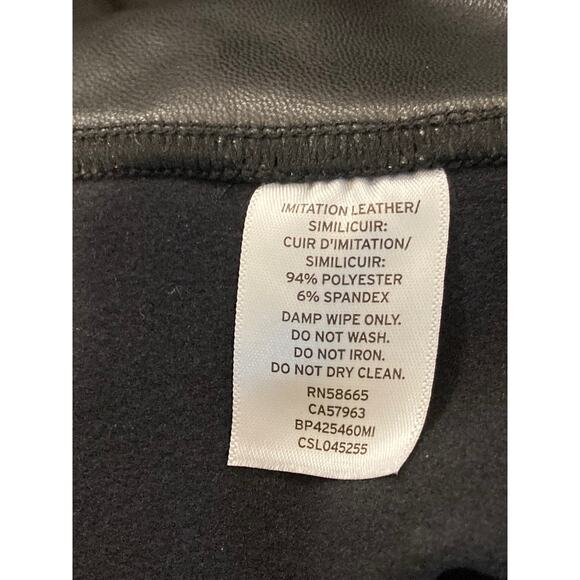 IMITATION LEATHER/
SIMILICUIR:
CUIR D'IMITATION/
SIMILICUIR:
94% POLYESTER
6% SPANDEX
DAMP WIPE ONLY.
DO NOT WASH.
DO NOT IRON.
DO NOT DRY CLEAN.
RN58665
CA57963
BP425460MI
CSL045255